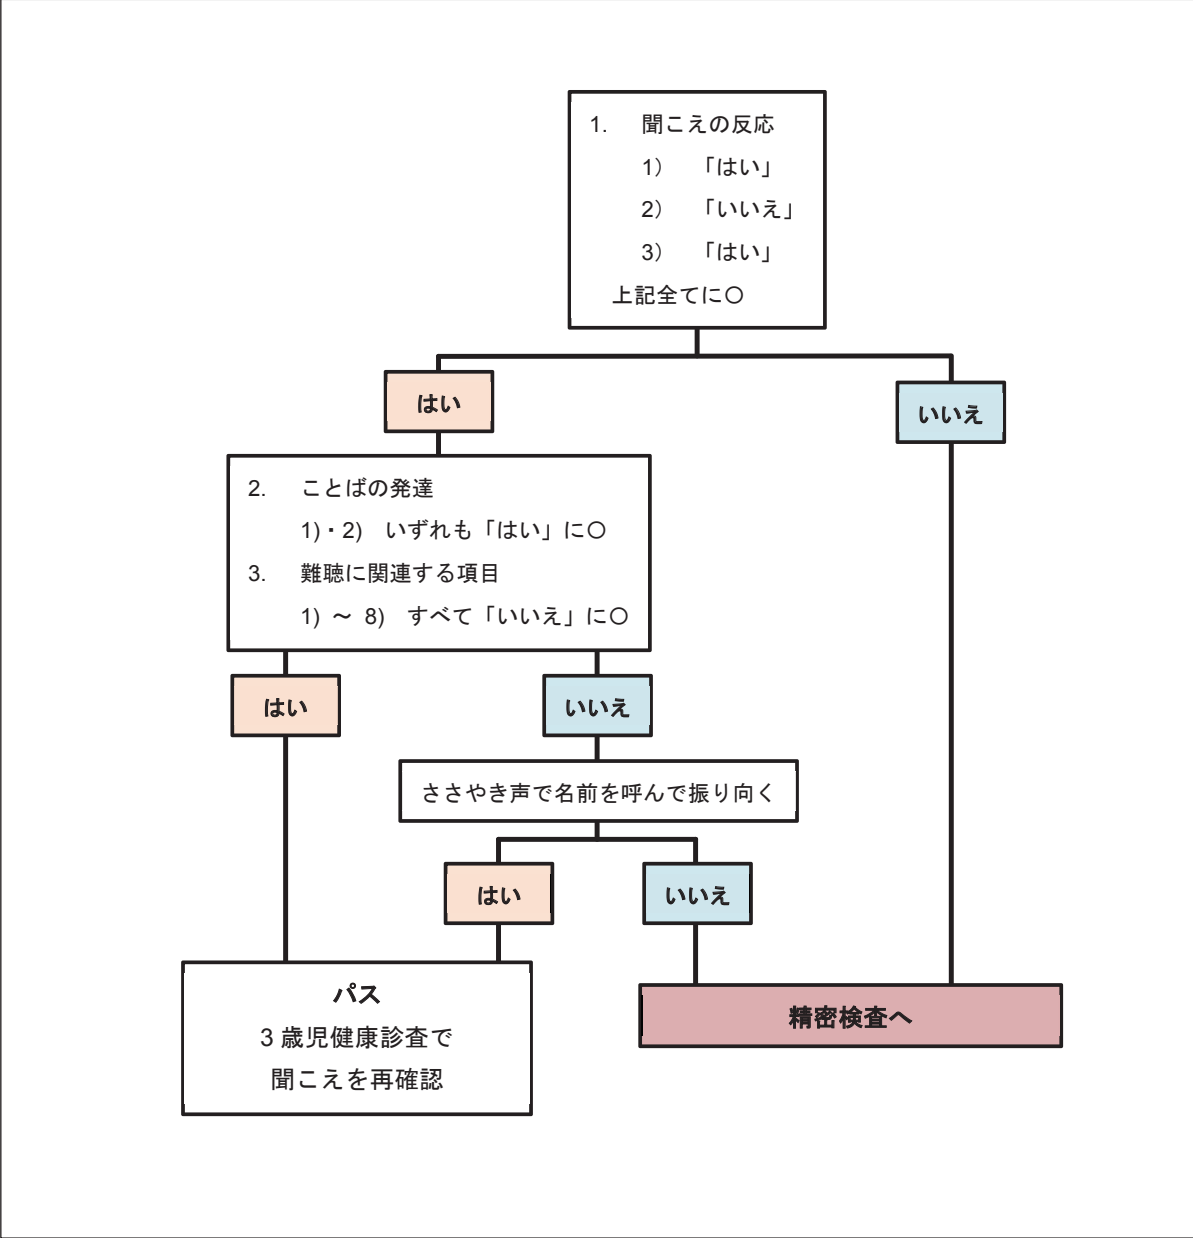 1. 聞こえの反応
1) 「はい」
2) 「いいえ」
3) 「はい」
上記全てに〇
はい
いいえ
2. ことばの発達
1)・2) いずれも「はい」に〇
3. 難聴に関連する項目
1) ～ 8) すべて「いいえ」に〇
はい
いいえ
ささやき声で名前を呼んで振り向く
はい
いいえ
パス
3 歳児健康診査で
聞こえを再確認
精密検査へ